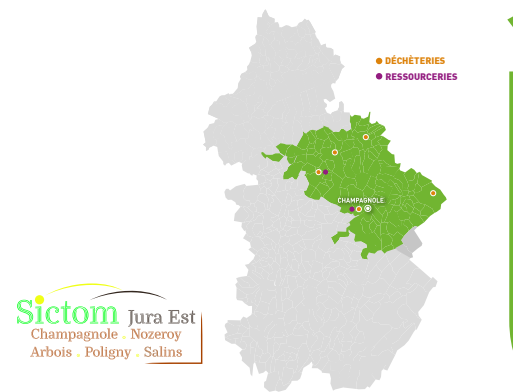 DÉCHÈTERIES
RESSOURCERIES
CHAMPAGNOLE
Sictom Jura Est
Champagnole . Nozeroy
Arbois . Poligny . Salins